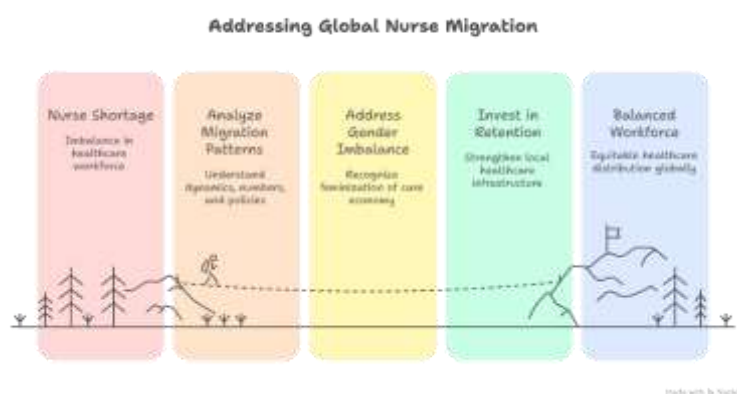 Addressing Global Nurse Migration
Nurse Shortage
Imbalance in
healthcare
workforce
Analyze
Migration
Patterns
Understand
dynamics, numbers,
and policies
Address
Gender
Imbalance
Recognize
feminization of care
economy
Invest in
Retention
Strengthen local
healthcare
infrastructure
Balanced
Workforce
Equitable healthcare
distribution globally
Made with